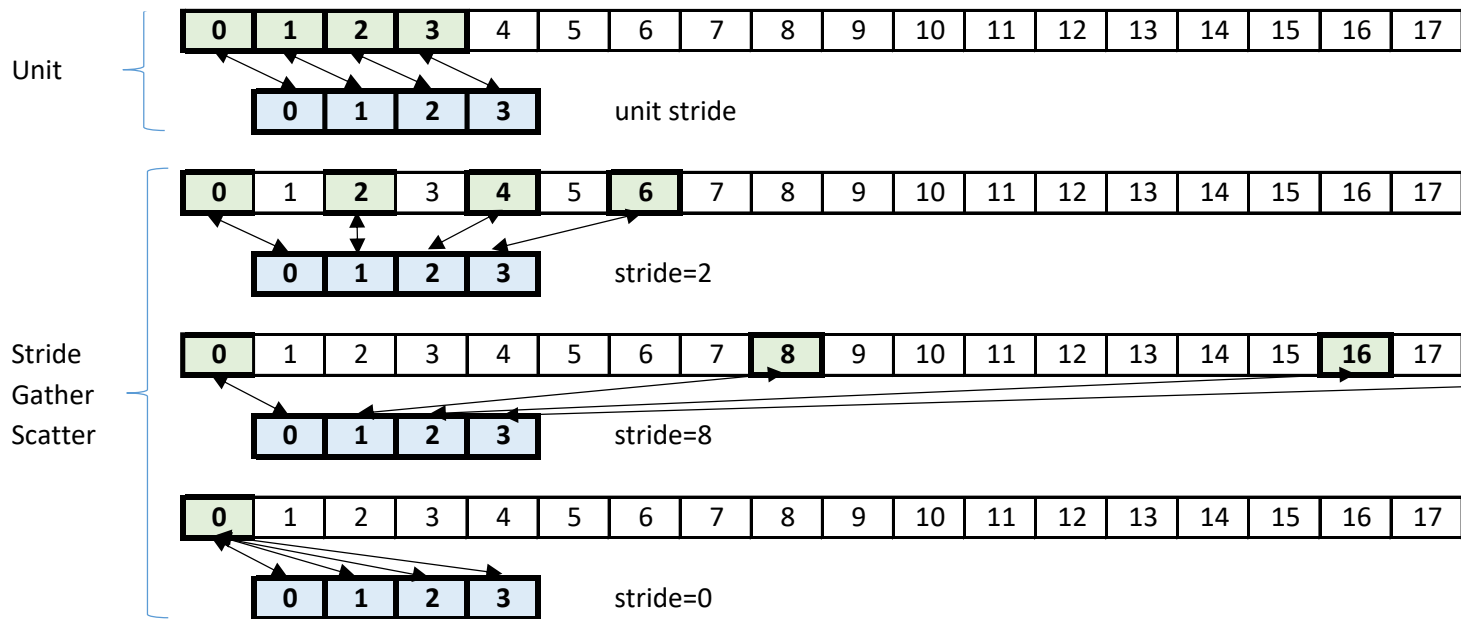 0 1 2 3 4 5 6 7 8 9 10 11 12 13 14 15 16 17
Unit
0 1 2 3 unit stride
0 1 2 3 4 5 6 7 8 9 10 11 12 13 14 15 16 17
0 1 2 3 stride=2
Stride 0 1 2 3 4 5 6 7 8 9 10 11 12 13 14 15 16 17
Gather
Scatter 0 1 2 3 stride=8
0 1 2 3 4 5 6 7 8 9 10 11 12 13 14 15 16 17
0 1 2 3 stride=0